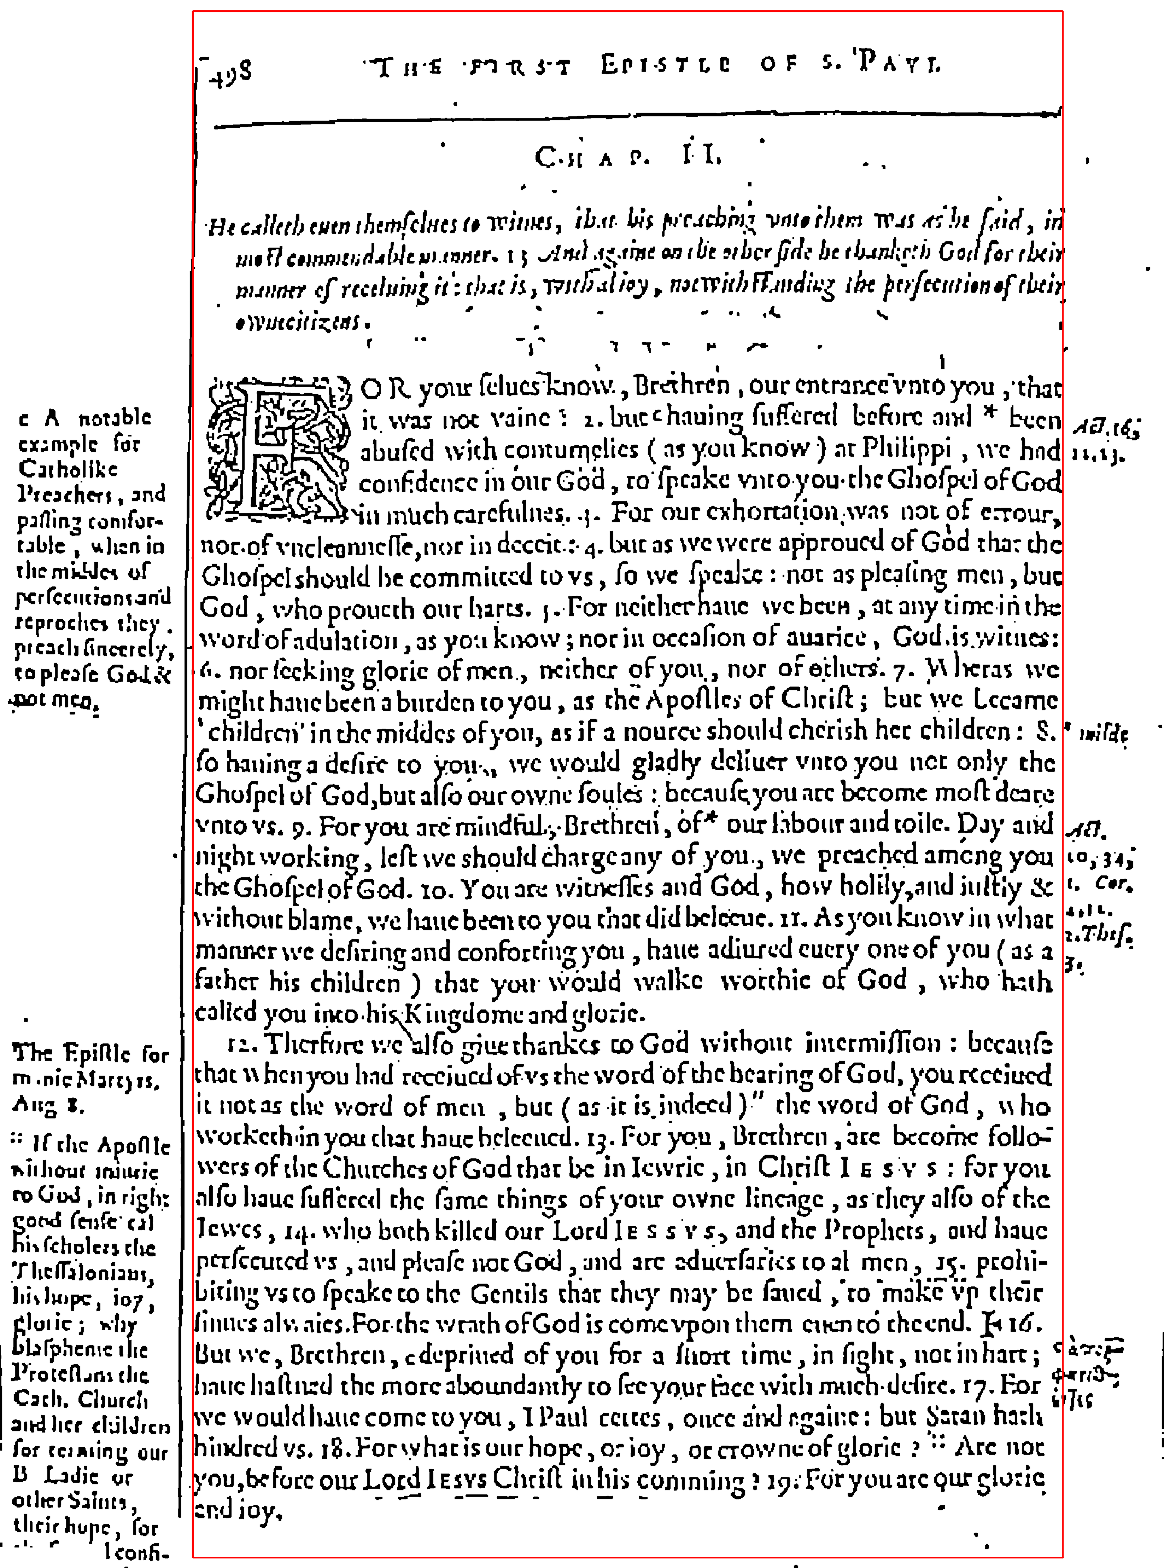 498 THE FIRST EPISTLE OF S. PAVL
CHAP. II.
He calleth euen themſelues to witnes, that his preaching vnto them was as he ſaid, in
moſt commendable manner. 13 And againe on the other ſide he thanketh God for their
manner of receiuing it: that is, with al ioy, notwithſtanding the perſecution of their
owne citizens.
FOR your ſelues know, Brethren, our entrance vnto you, that
it was not vaine: 2. but c hauing ſuffered before and * been
abuſed with contumelies (as you know) at Philippi, we had
confidence in our God, to ſpeake vnto you the Ghoſpel of God
in much carefulnes. 3. For our exhortation was not of errour,
nor of vncleanneſſe, nor in deceit: 4. but as we were approued of God that the
Ghoſpel should be committed to vs, ſo we ſpeake: not as pleaſing men, but
God, who proueth our harts. 5. For neither haue we been, at any time in the
word of adulation, as you know; nor in occaſion of auarice, God is witnes:
6. nor ſeeking glorie of men, neither of you, nor of others. 7. Wheras we
might haue been a burden to you, as the Apoſtles of Chriſt; but we became
' children' in the middes of you, as if a nource should cherish her children: 8.
ſo hauing a deſire to you, we would gladly deliuer vnto you not only the
Ghoſpel of God, but alſo our owne ſoules: becauſe you are become moſt deare
vnto vs. 9. For you are mindful, Brethren, of * our labour and toile. Day and
night working, leſt we should charge any of you, we preached among you
the Ghoſpel of God. 10. You are witneſſes and God, how holily, and iuſtly &
without blame, we haue been to you that did beleeue. 11. As you know in what
manner we deſiring and conforting you, haue adiured euery one of you (as a
father his children) that you would walke worthie of God, who hath
called you into his Kingdome and glorie.
12. Therfore we alſo giue thankes to God without intermiſſion: becauſe
that when you had receiued of vs the word of the hearing of God, you receiued
it not as the word of men, but (as it is indeed) " the word of God, who
worketh in you that haue beleeued. 13. For you, Brethren, are become follo-
wers of the Churches of God that be in Iewrie, in Chriſt IESVS: for you
alſo haue ſuffered the ſame things of your owne lineage, as they alſo of the
Iewes, 14. who both killed our Lord IESSVS, and the Prophets, and haue
perſecuted vs, and pleaſe not God, and are aduerſaries to al men, 15. prohi-
biting vs to ſpeake to the Gentils that they may be ſaued, to make vp their
ſinnes alwaies. For the wrath of God is come vpon them euen to the end. 16.
But we, Brethren, c depriued of you for a short time, in ſight, not in hart;
haue haſtned the more aboundantly to ſee your face with much deſire. 17. For
we would haue come to you, I Paul certes, once and againe: but Satan hath
hindred vs. 18. For what is our hope, or ioy, or crowne of glorie? :: Are not
you, before our Lord IESVS Chriſt in his comming? 19. For you are our glorie
and ioy.
c A notable
example for
Catholike
Preachers, and
paſſing comfor-
table, when in
the middes of
perſecutions and
reproches they
preach ſincerely,
to pleaſe God &
not men.
The Epiſtle for
manie Martyrs.
Aug 8.
:: If the Apoſtle
without iniurie
to God, in right
good ſenſe cal
his ſcholers the
Theſſalonians,
his hope, ioy,
glorie; why
blaſpheme the
Proteſtans the
Cath. Church
and her children
for terming our
B Ladie or
other Saints,
their hope, for
Act. 16,
' milde
Act.
20, 34,
1. Cor.
4, 12.
2. Theſ.
3.